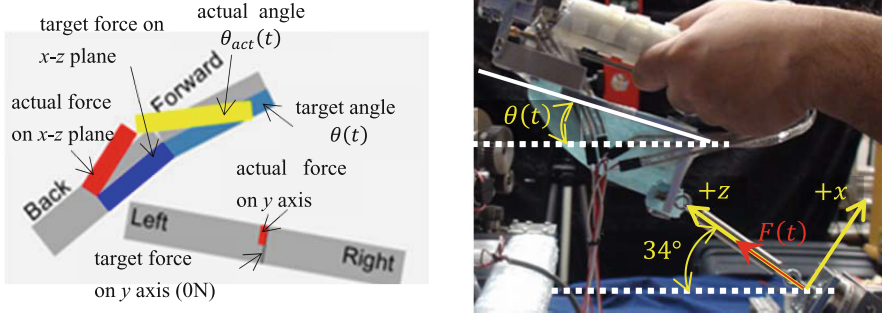 target force on
x-z plane
actual angle
θact(t)
actual force
on x-z plane
Forward
target angle
θ(t)
Back
actual force
on y axis
Left
Right
target force
on y axis (0N)
θ(t)
+z
+x
F(t)
34°